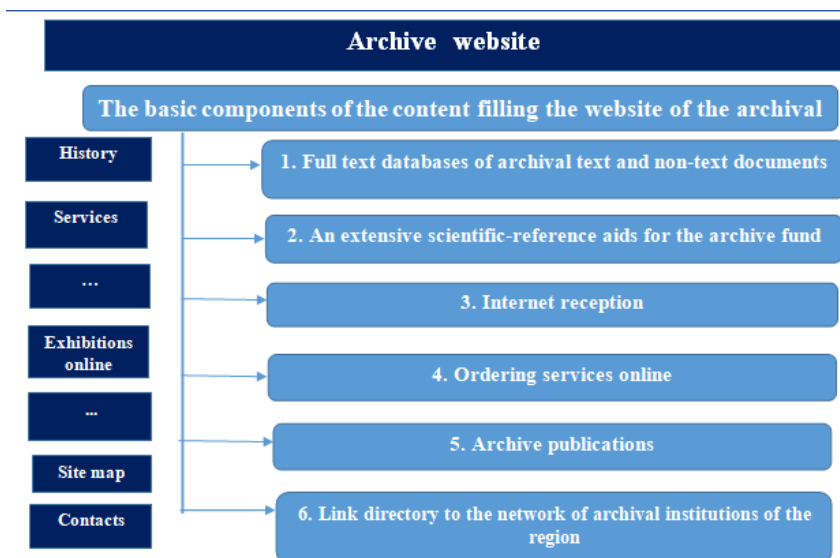 Archive website
The basic components of the content filling the website of the archival
History
Services
…
Exhibitions
online
...
Site map
Contacts
1. Full text databases of archival text and non-text documents
2. An extensive scientific-reference aids for the archive fund
3. Internet reception
4. Ordering services online
5. Archive publications
6. Link directory to the network of archival institutions of the
region